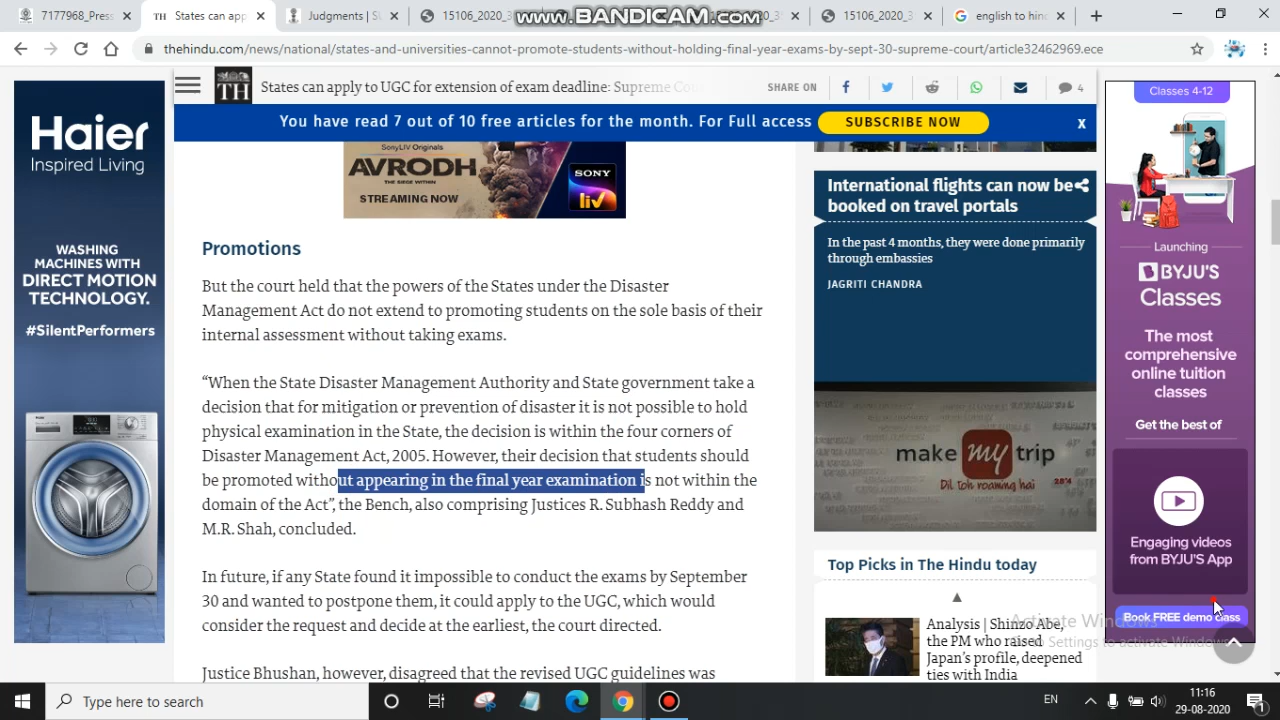 7177968_Press
States can app
Judgments | Su
15106_2020_3
www.BANDICAM.com
15106_2020_3
english to hind
thehindu.com/news/national/states-and-universities-cannot-promote-students-without-holding-final-year-exams-by-sept-30-supreme-court/article32462969.ece
TH
States can apply to UGC for extension of exam deadline: Supreme Cou
SHARE ON
4
You have read 7 out of 10 free articles for the month. For Full access
SUBSCRIBE NOW
x
Haier
Inspired Living
WASHING
MACHINES WITH
DIRECT MOTION
TECHNOLOGY.
#SilentPerformers
SonyLIV Originals
AVRODH
THE SIEGE WITHIN
STREAMING NOW
SONY
liv
Promotions
But the court held that the powers of the States under the Disaster
Management Act do not extend to promoting students on the sole basis of their
internal assessment without taking exams.
“When the State Disaster Management Authority and State government take a
decision that for mitigation or prevention of disaster it is not possible to hold
physical examination in the State, the decision is within the four corners of
Disaster Management Act, 2005. However, their decision that students should
be promoted without appearing in the final year examination is not within the
domain of the Act”, the Bench, also comprising Justices R. Subhash Reddy and
M.R. Shah, concluded.
In future, if any State found it impossible to conduct the exams by September
30 and wanted to postpone them, it could apply to the UGC, which would
consider the request and decide at the earliest, the court directed.
Justice Bhushan, however, disagreed that the revised UGC guidelines was
International flights can now be
booked on travel portals
In the past 4 months, they were done primarily
through embassies
JAGRITI CHANDRA
make my trip
Dil toh roaming hai
Top Picks in The Hindu today
Analysis | Shinzo Abe,
the PM who raised
Japan's profile, deepened
ties with India
Classes 4-12
Launching
BYJU'S
Classes
The most
comprehensive
online tuition
classes
Get the best of
Engaging videos
from BYJU'S App
Book FREE demo class
Activate Windows
Go to Settings to activate Windows.
Type here to search
EN
11:16
29-08-2020
1